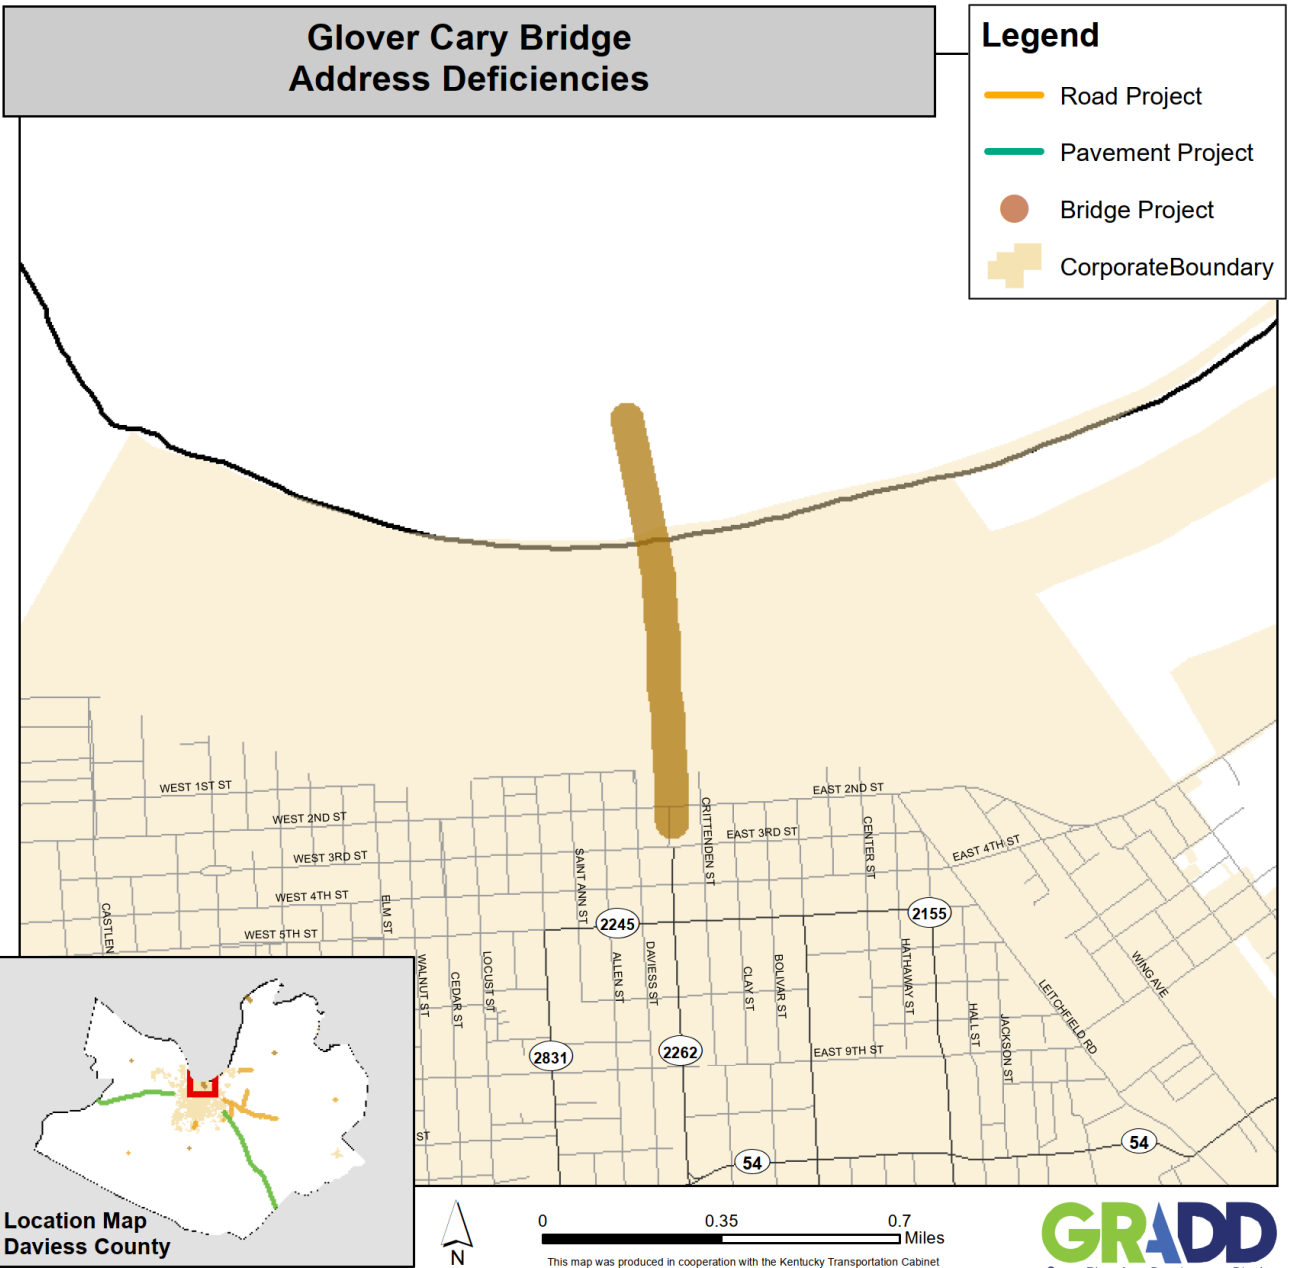 Glover Cary Bridge
Address Deficiencies
Legend
Road Project
Pavement Project
Bridge Project
CorporateBoundary
WEST 1ST ST
EAST 2ND ST
WEST 2ND ST
CRITTENDEN ST
EAST 3RD ST
CENTER ST
WEST 3RD ST
SAINT ANN ST
EAST 4TH ST
WEST 4TH ST
ELM ST
CASTLEN
2245
2155
WEST 5TH ST
WALNUT ST
CEDAR ST
LOCUST ST
ALLEN ST
DAVIESS ST
CLAY ST
BOLIVAR ST
HATHAWAY ST
WING AVE
LEITCHFIELD RD
HALL ST
JACKSON ST
2831
2262
EAST 9TH ST
ST
54
54
Location Map
Daviess County
N
0 0.35 0.7
Miles
This map was produced in cooperation with the Kentucky Transportation Cabinet
GRADD